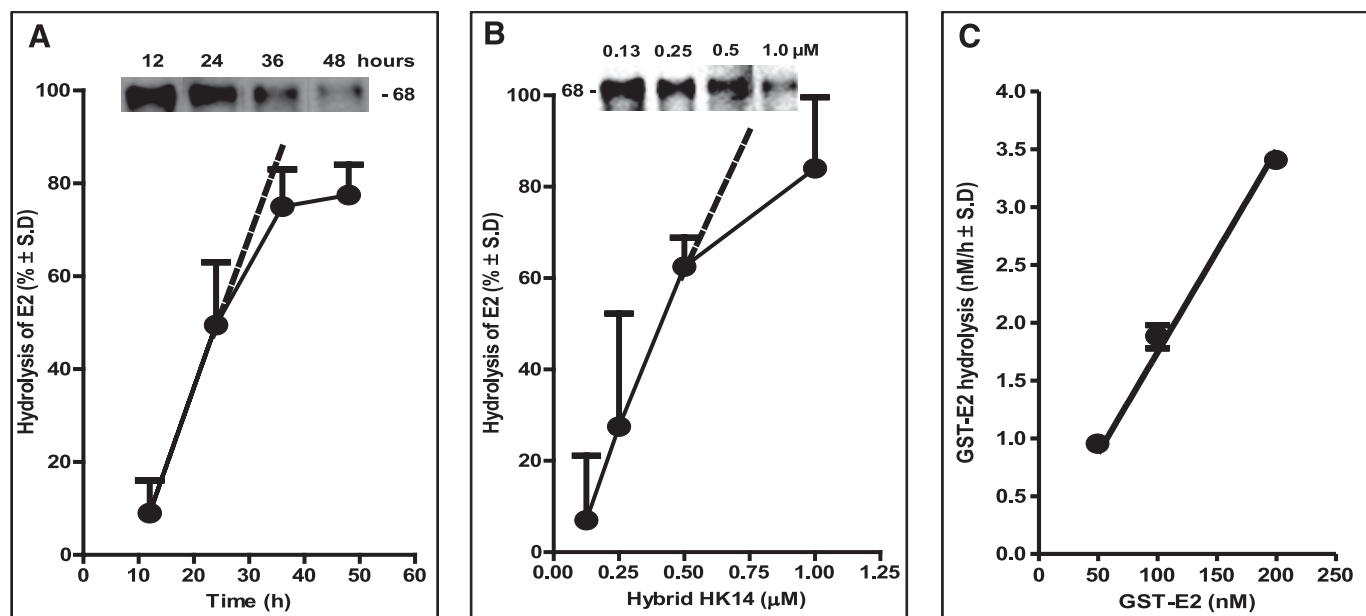 A
12 24 36 48 hours
- 68
Hydrolysis of E2 (% ± S.D)
100
80
60
40
20
0
0 10 20 30 40 50 60
Time (h)
B
0.13 0.25 0.5 1.0 µM
68 -
Hydrolysis of E2 (% ± S.D)
100
80
60
40
20
0
0.00 0.25 0.50 0.75 1.00 1.25
Hybrid HK14 (µM)
C
GST-E2 hydrolysis (nM/h ± S.D)
4.0
3.5
3.0
2.5
2.0
1.5
1.0
0.5
0.0
0 50 100 150 200 250
GST-E2 (nM)